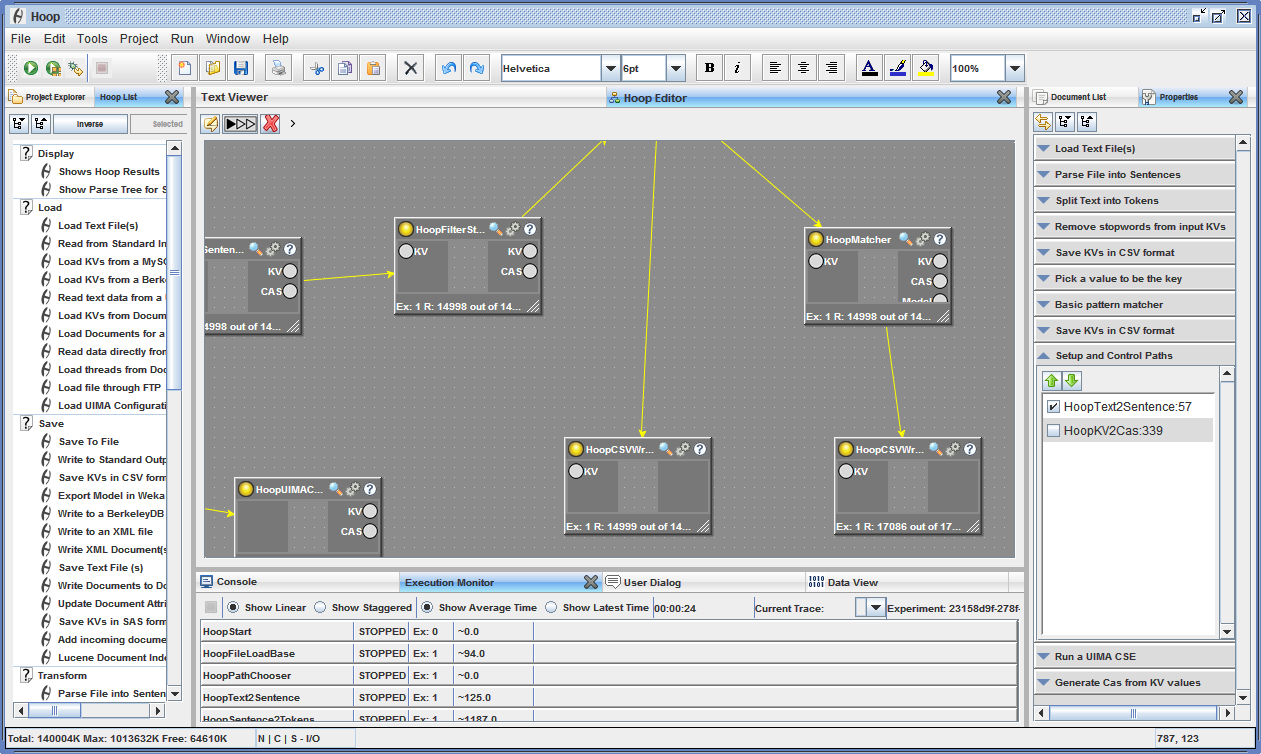 Hoop
File Edit Tools Project Run Window Help
Helvetica 6pt B i A 100%
Project Explorer Hoop List
Inverse Selected
Display
Shows Hoop Results
Show Parse Tree for S
Load
Load Text File(s)
Read from Standard In
Load KVs from a MySQ
Load KVs from a Berk
Read text data from a
Load KVs from Docum
Load Documents for a
Read data directly from
Load threads from Doc
Load file through FTP
Load UIMA Configurati
Save
Save To File
Write to Standard Outp
Save KVs in CSV form
Export Model in Weka
Write to a BerkeleyDB
Write to an XML file
Write XML Document(s
Save Text File (s)
Write Documents to Do
Update Document Attri
Save KVs in SAS form
Add incoming docume
Lucene Document Inde
Transform
Parse File into Senten
Text Viewer Hoop Editor
>
Senten... ?
KV
CAS
4998 out of 14...
HoopFilterSt... ?
KV KV
CAS
Ex: 1 R: 14998 out of 14...
HoopMatcher ?
KV KV
CAS
Model
Ex: 1 R: 14998 out of 14...
HoopUIMAC... ?
KV
CAS
HoopCSVWr... ?
KV
Ex: 1 R: 14999 out of 14...
HoopCSVWr... ?
KV
Ex: 1 R: 17086 out of 17...
Console Execution Monitor User Dialog Data View
Show Linear Show Staggered Show Average Time Show Latest Time 00:00:24 Current Trace: Experiment: 23158d9f-278f-
HoopStart STOPPED Ex: 0 ~0.0
HoopFileLoadBase STOPPED Ex: 1 ~94.0
HoopPathChooser STOPPED Ex: 1 ~0.0
HoopText2Sentence STOPPED Ex: 1 ~125.0
HoopSentence2Tokens STOPPED Ex: 1 ~1187.0
Document List Properties
Load Text File(s)
Parse File into Sentences
Split Text into Tokens
Remove stopwords from input KVs
Save KVs in CSV format
Pick a value to be the key
Basic pattern matcher
Save KVs in CSV format
Setup and Control Paths
HoopText2Sentence:57
HoopKV2Cas:339
Run a UIMA CSE
Generate Cas from KV values
Total: 140004K Max: 1013632K Free: 64610K N | C | S - I/O 787, 123